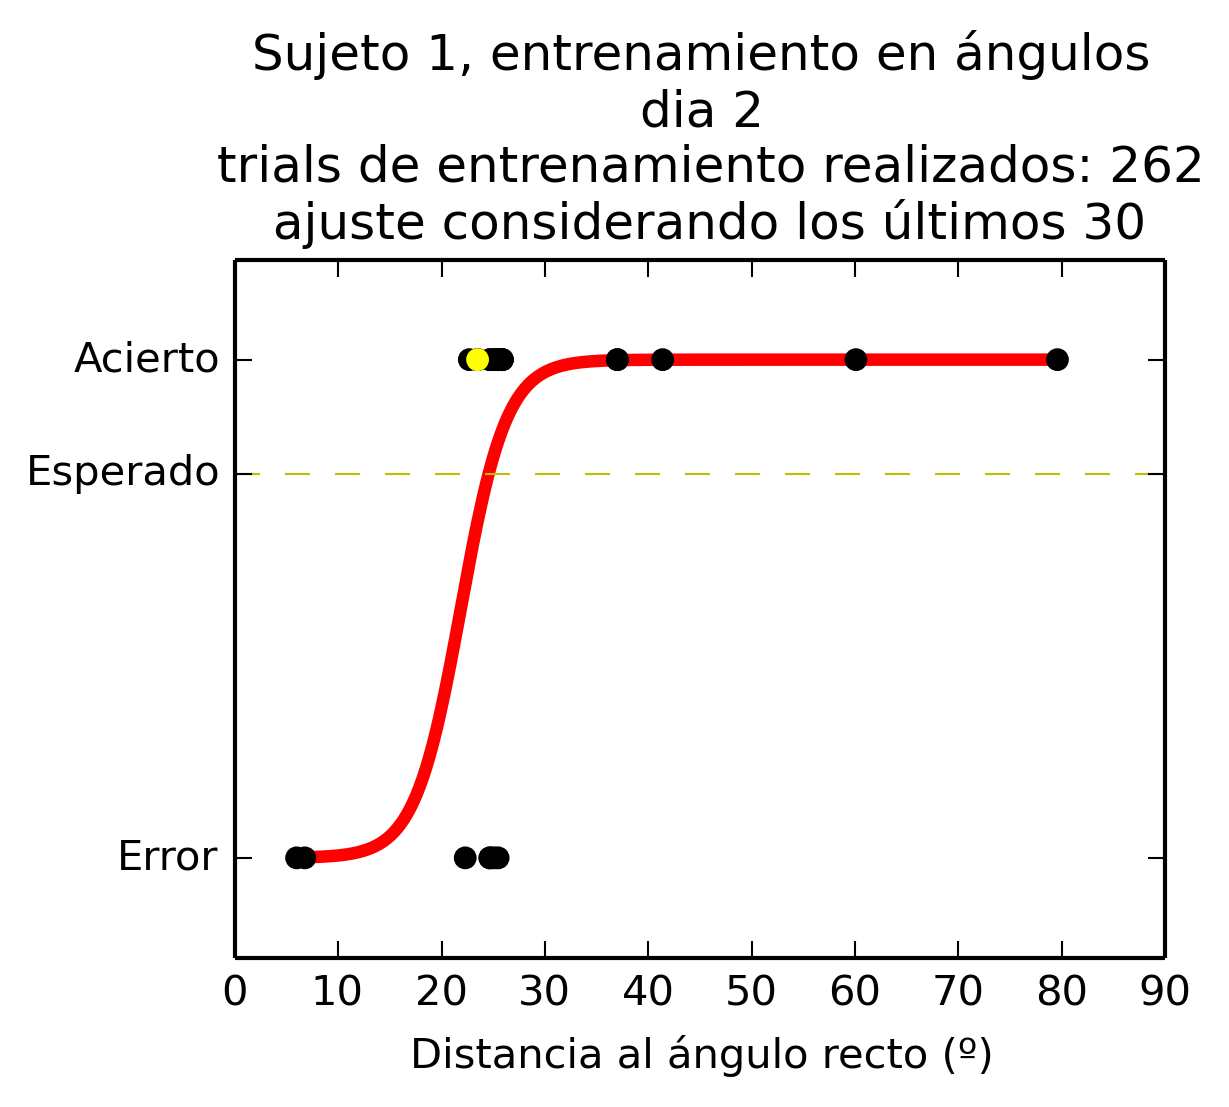 Sujeto 1, entrenamiento en ángulos
dia 2
trials de entrenamiento realizados: 262
ajuste considerando los últimos 30
Acierto
Esperado
Error
0 10 20 30 40 50 60 70 80 90
Distancia al ángulo recto (º)